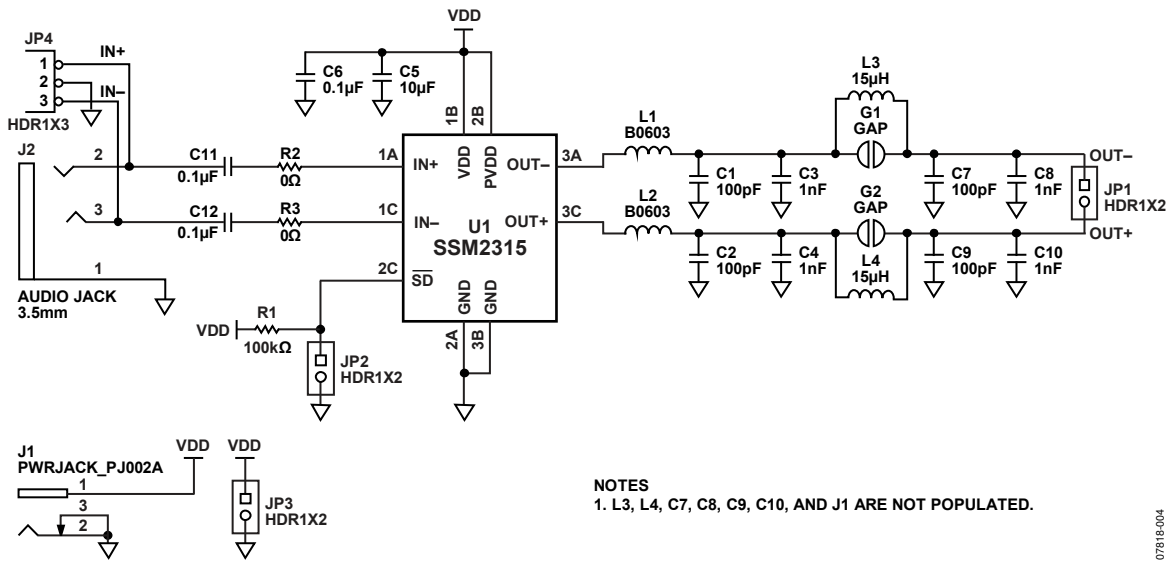 VDD
JP4
IN+
1
2
IN–
3
HDR1X3
J2
2
3
1
AUDIO JACK
3.5mm
C6
0.1µF
C5
10µF
C11
0.1µF
R2
0Ω
C12
0.1µF
R3
0Ω
1B
2B
1A
IN+
VDD
PVDD
OUT–
3A
1C
IN–
OUT+
3C
U1
SSM2315
2C
SD
GND
GND
2A
3B
VDD
R1
100kΩ
JP2
HDR1X2
L1
B0603
L2
B0603
C1
100pF
C3
1nF
L3
15µH
G1
GAP
C7
100pF
C8
1nF
OUT–
JP1
HDR1X2
OUT+
G2
GAP
C2
100pF
C4
1nF
L4
15µH
C9
100pF
C10
1nF
J1
PWRJACK_PJ002A
VDD
1
3
2
VDD
JP3
HDR1X2
NOTES
1. L3, L4, C7, C8, C9, C10, AND J1 ARE NOT POPULATED.
07818-004